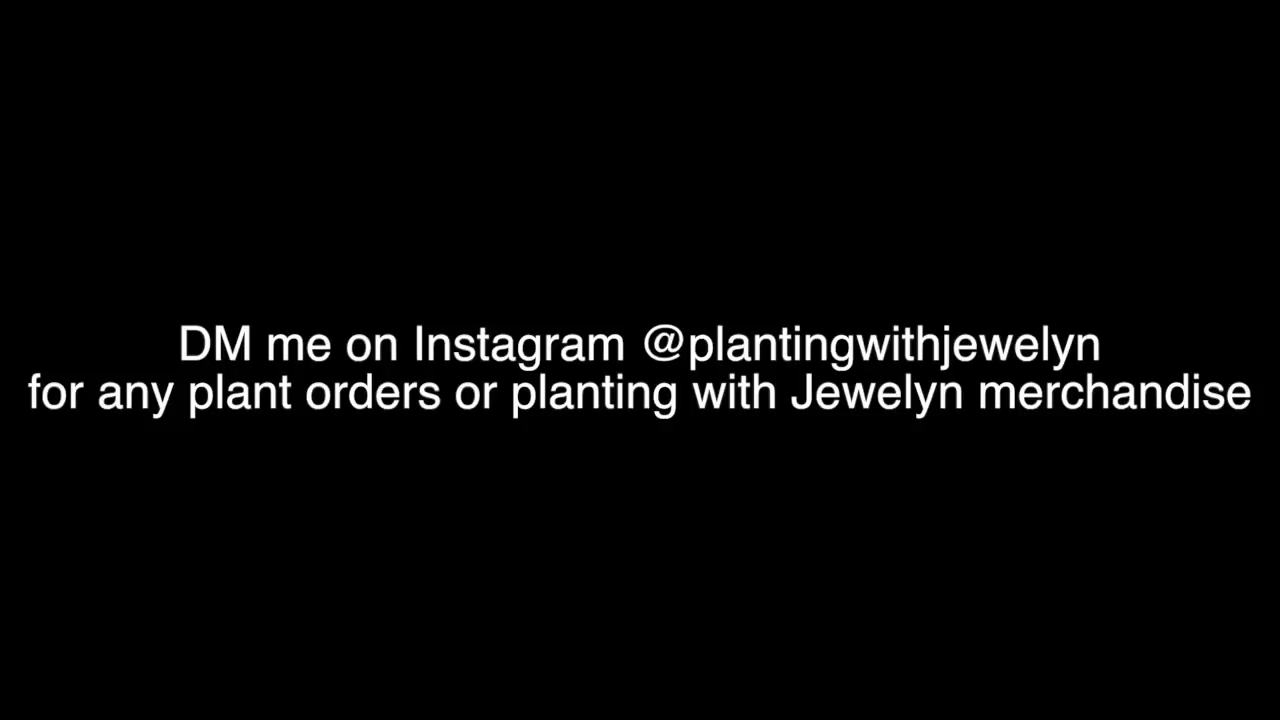 DM me on Instagram @plantingwithjewelyn
for any plant orders or planting with Jewelyn merchandise